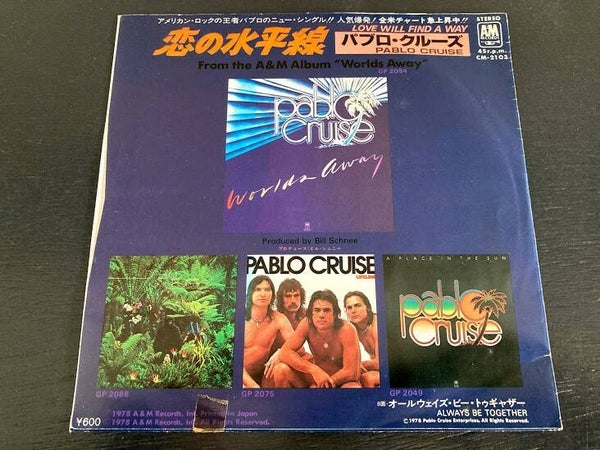 アメリカン・ロックの王者パブロのニュー・シングル!! 人気爆発! 全米チャート急上昇中!!
恋の水平線
LOVE WILL FIND A WAY
パブロ・クルーズ
PABLO CRUISE
STEREO
A&M
45r.p.m.
CM-2103
From the A&M Album "Worlds Away"
GP 2084
pablo
cruise
Worlds Away
Produced by Bill Schnee
プロデュース:ビル・シュニー
PABLO CRUISE
LIFELINE
A PLACE IN THE SUN
pablo
cruise
GP 2088
GP 2075
GP 2049
B面 オールウェイズ・ビー・トゥギャザー
ALWAYS BE TOGETHER
©1978 Pablo Cruise Enterprises, All Rights Reserved.
¥600
1978 A&M Records, Inc. Printed in Japan
1978 A&M Records, Inc. All Rights Reserved.